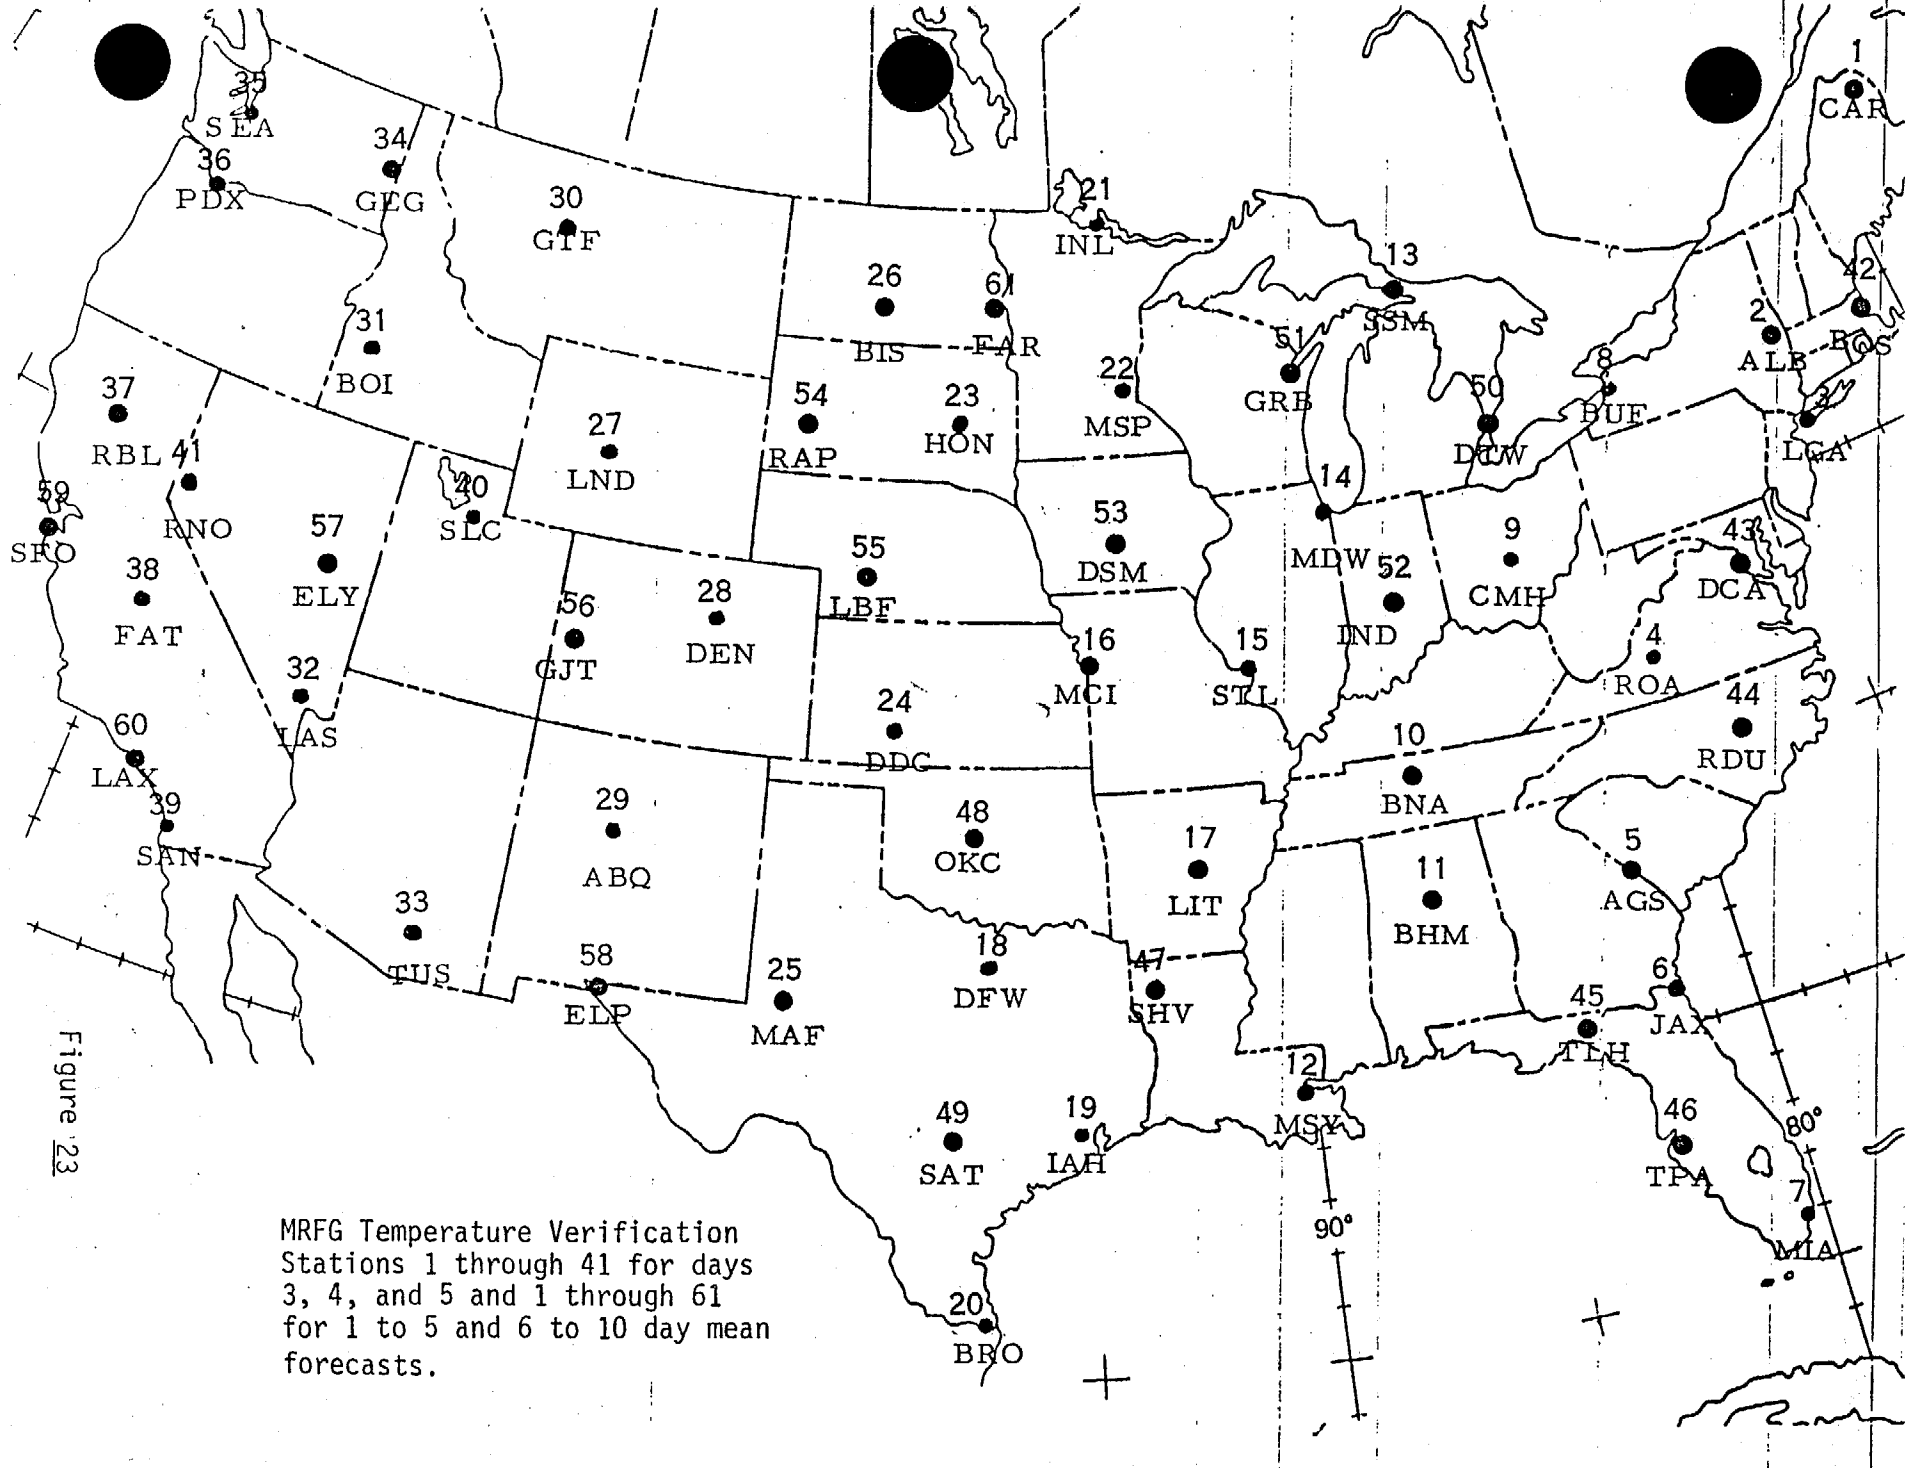 1
CAR
35
SEA
34
GEG
36
PDX
30
GTF
21
INL
13
SSM
26
BIS
61
FAR
42
BOS
2
ALB
31
BOI
51
GRB
22
MSP
8
BUF
50
DTW
3
LGA
37
RBL
41
RNO
54
RAP
23
HON
27
LND
40
SLC
14
MDW
59
SFO
57
ELY
53
DSM
9
CMH
43
DCA
38
FAT
55
LBF
52
IND
56
GJT
28
DEN
16
MCI
15
STL
4
ROA
32
LAS
24
DDC
44
RDU
60
LAX
10
BNA
39
SAN
29
ABQ
48
OKC
17
LIT
5
AGS
11
BHM
33
TUS
58
ELP
25
MAF
18
DFW
47
SHV
6
JAX
45
TLH
12
MSY
49
SAT
19
IAH
46
TPA
80°
7
MIA
90°
20
BRO
Figure 23
MRFG Temperature Verification
Stations 1 through 41 for days
3, 4, and 5 and 1 through 61
for 1 to 5 and 6 to 10 day mean
forecasts.